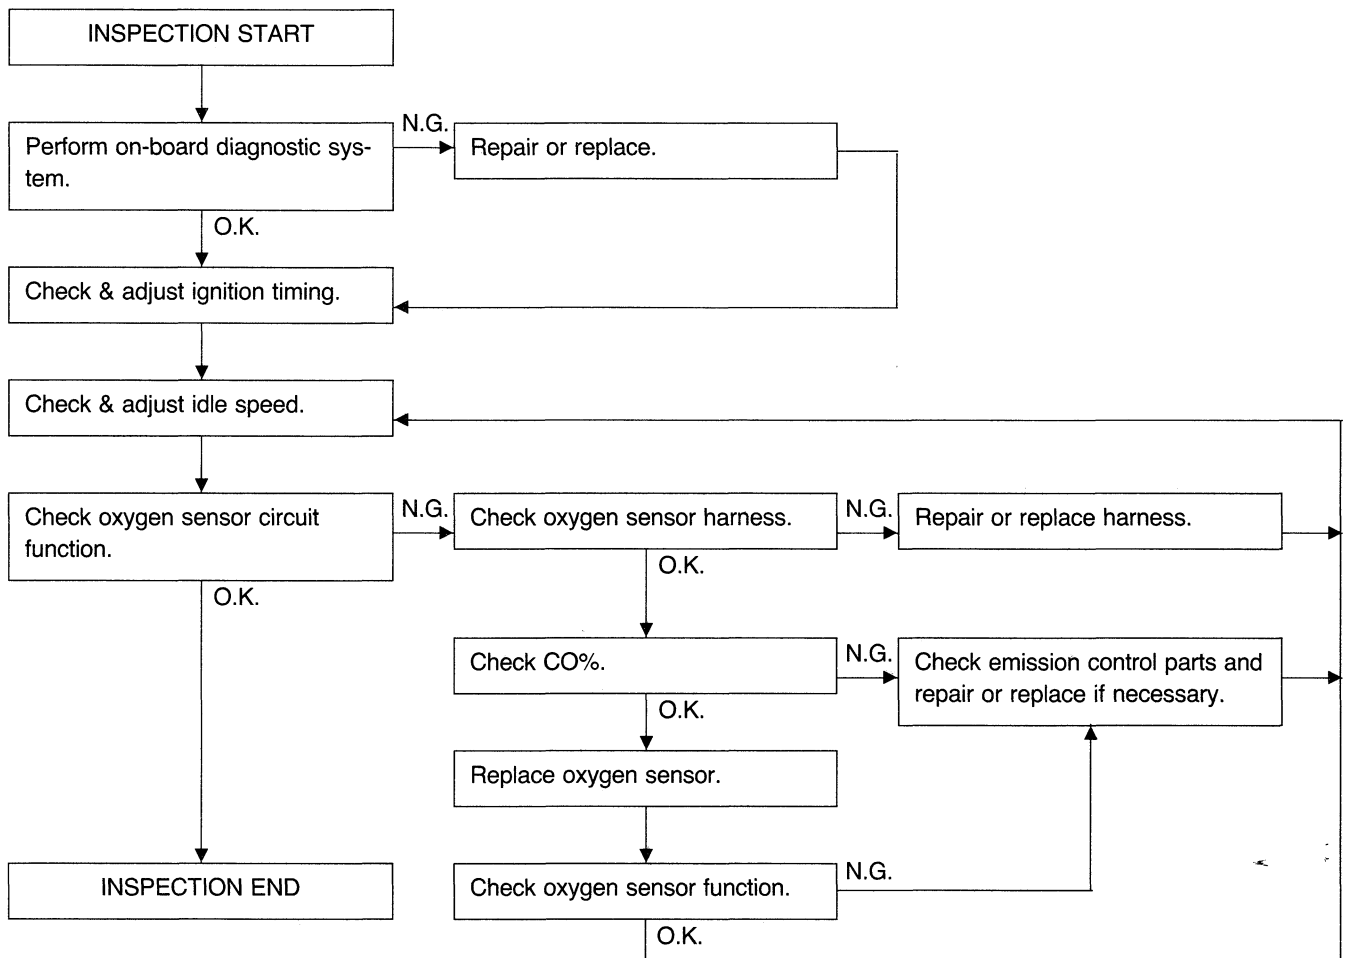 INSPECTION START
Perform on-board diagnostic sys-
tem.
N.G.
Repair or replace.
O.K.
Check & adjust ignition timing.
Check & adjust idle speed.
Check oxygen sensor circuit
function.
N.G.
Check oxygen sensor harness.
N.G.
Repair or replace harness.
O.K.
O.K.
Check CO%.
N.G.
Check emission control parts and
repair or replace if necessary.
O.K.
Replace oxygen sensor.
INSPECTION END
Check oxygen sensor function.
N.G.
O.K.